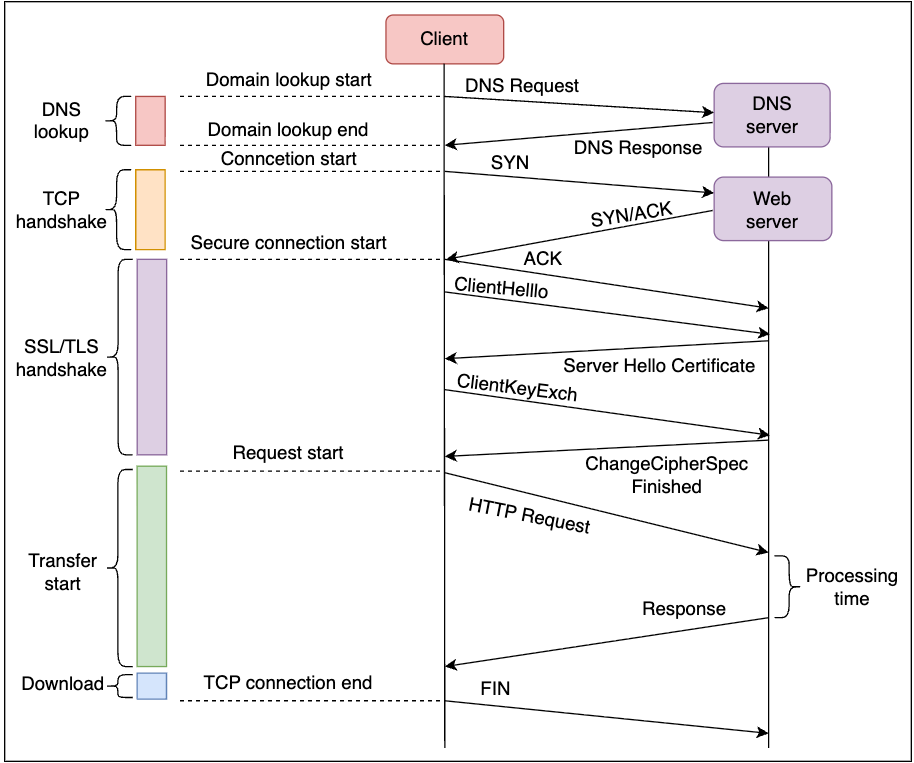 Client
Domain lookup start
DNS Request
DNS
lookup
DNS
server
Domain lookup end
DNS Response
Conncetion start
SYN
TCP
handshake
Web
server
SYN/ACK
Secure connection start
ACK
ClientHelllo
SSL/TLS
handshake
Server Hello Certificate
ClientKeyExch
Request start
ChangeCipherSpec
Finished
HTTP Request
Transfer
start
Processing
time
Response
Download
TCP connection end
FIN